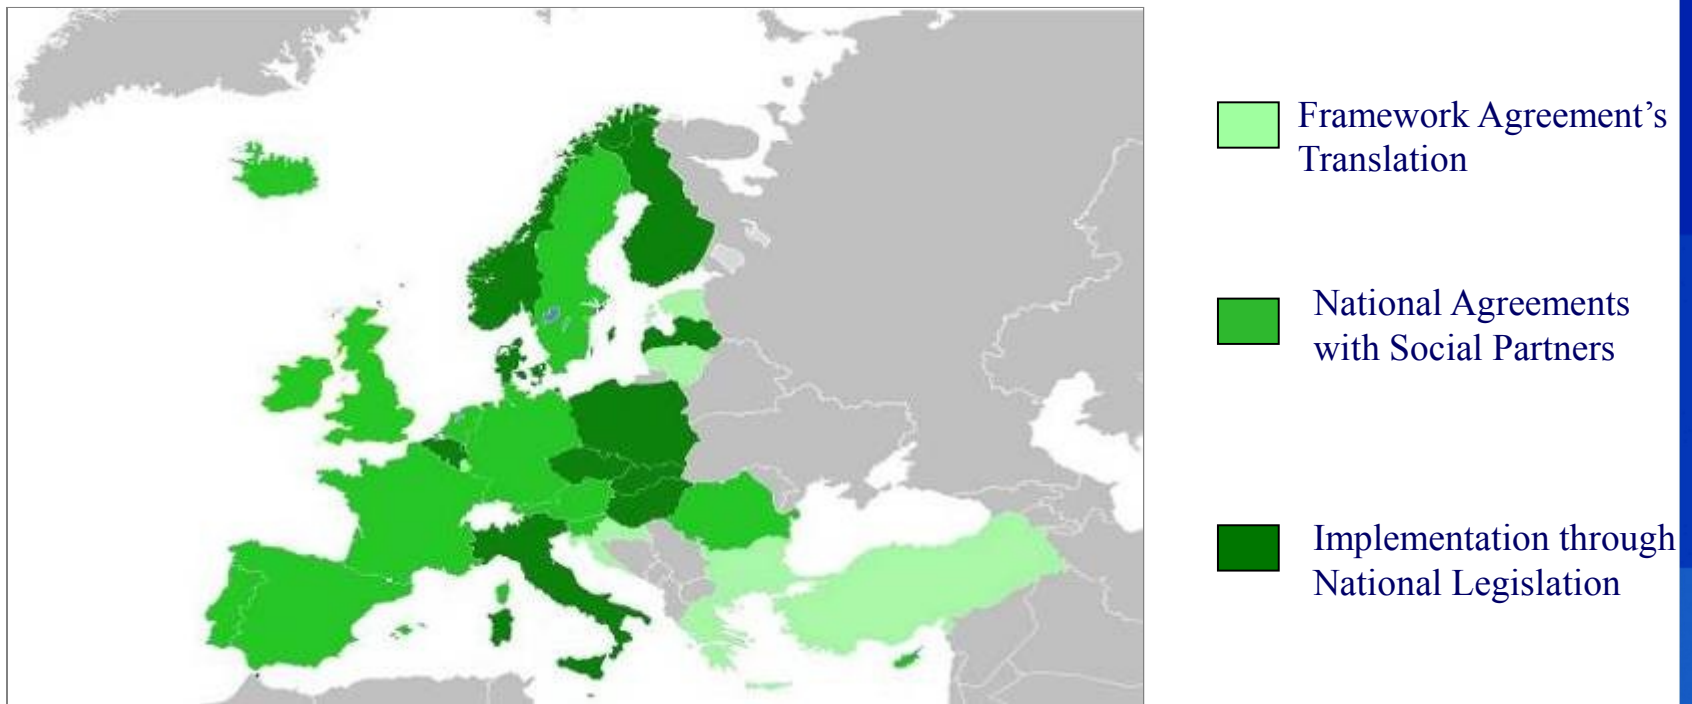 Framework Agreement’s
Translation
National Agreements
with Social Partners
Implementation through
National Legislation